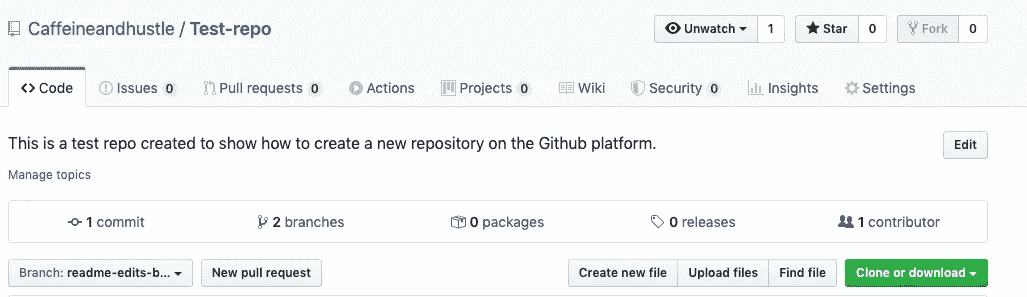 Caffeineandhustle / Test-repo Unwatch 1 Star 0 Fork 0
Code Issues 0 Pull requests 0 Actions Projects 0 Wiki Security 0 Insights Settings
This is a test repo created to show how to create a new repository on the Github platform. Edit
Manage topics
1 commit 2 branches 0 packages 0 releases 1 contributor
Branch: readme-edits-b... New pull request Create new file Upload files Find file Clone or download